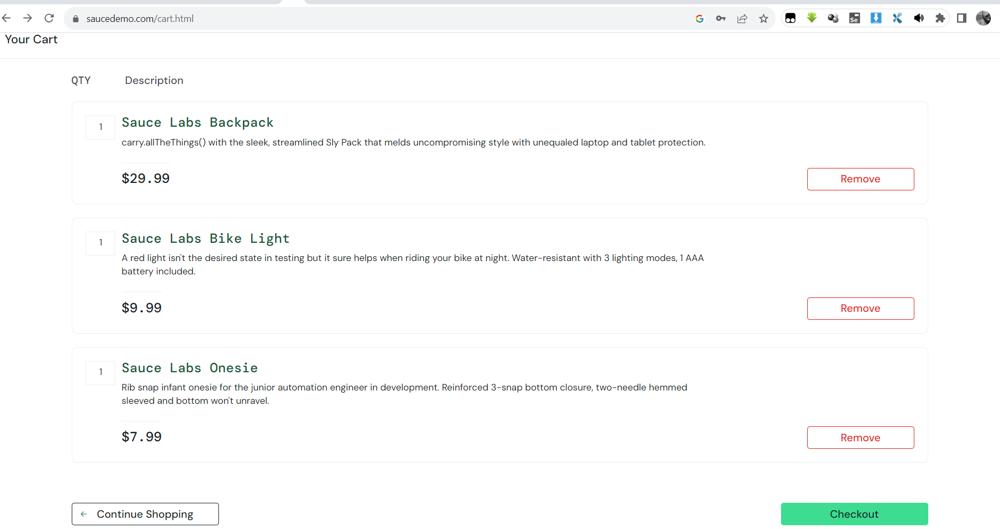 saucedemo.com/cart.html
Se
Your Cart
QTY Description
1 Sauce Labs Backpack
carry.allTheThings() with the sleek, streamlined Sly Pack that melds uncompromising style with unequaled laptop and tablet protection.
$29.99 Remove
1 Sauce Labs Bike Light
A red light isn't the desired state in testing but it sure helps when riding your bike at night. Water-resistant with 3 lighting modes, 1 AAA
battery included.
$9.99 Remove
1 Sauce Labs Onesie
Rib snap infant onesie for the junior automation engineer in development. Reinforced 3-snap bottom closure, two-needle hemmed
sleeved and bottom won't unravel.
$7.99 Remove
Continue Shopping Checkout